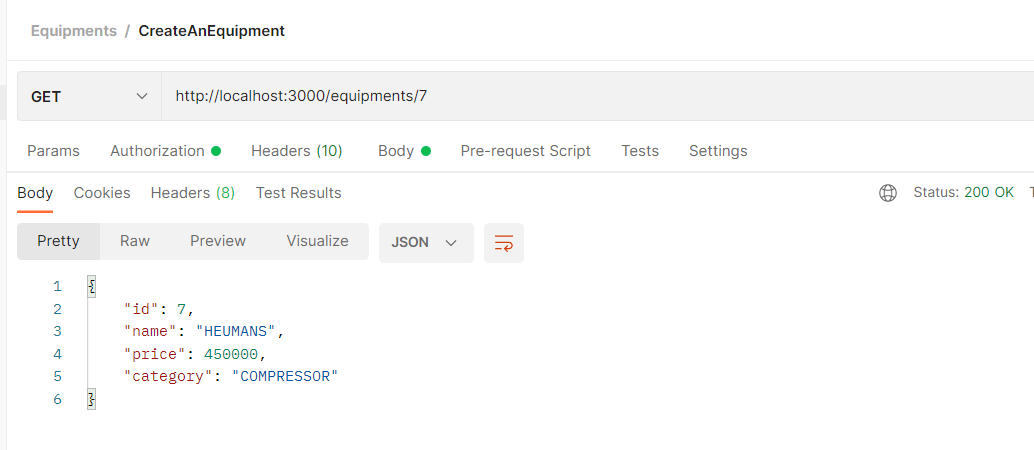 Equipments / CreateAnEquipment
GET http://localhost:3000/equipments/7
Params Authorization Headers (10) Body Pre-request Script Tests Settings
Body Cookies Headers (8) Test Results Status: 200 OK
Pretty Raw Preview Visualize JSON
1 {
2 "id": 7,
3 "name": "HEUMANS",
4 "price": 450000,
5 "category": "COMPRESSOR"
6 }